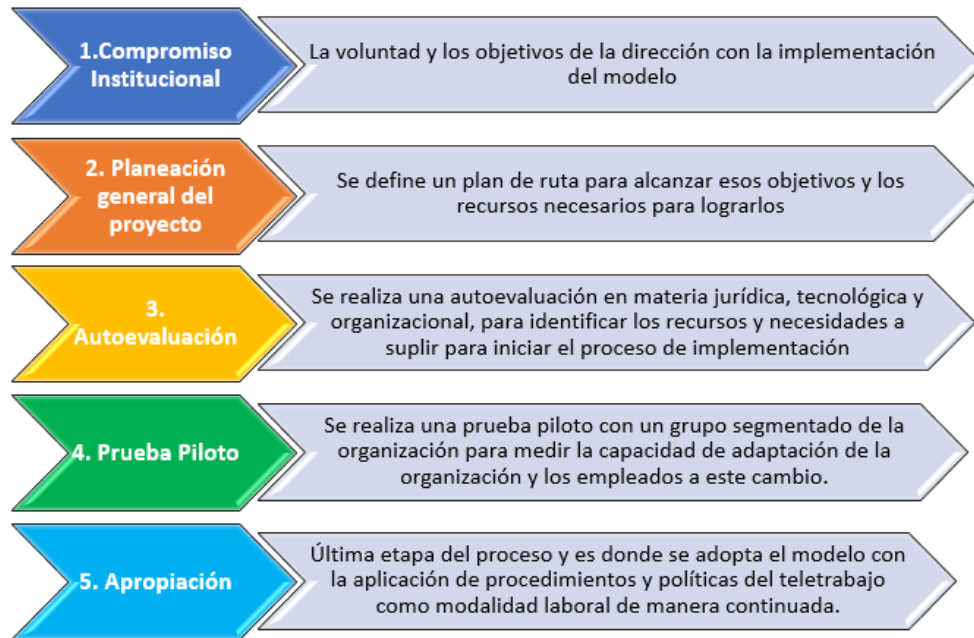 1.Compromiso
Institucional
La voluntad y los objetivos de la dirección con la implementación
del modelo
2. Planeación
general del
proyecto
Se define un plan de ruta para alcanzar esos objetivos y los
recursos necesarios para lograrlos
3.
Autoevaluación
Se realiza una autoevaluación en materia jurídica, tecnológica y
organizacional, para identificar los recursos y necesidades a
suplir para iniciar el proceso de implementación
4. Prueba Piloto
Se realiza una prueba piloto con un grupo segmentado de la
organización para medir la capacidad de adaptación de la
organización y los empleados a este cambio.
5. Apropiación
Última etapa del proceso y es donde se adopta el modelo con
la aplicación de procedimientos y políticas del teletrabajo
como modalidad laboral de manera continuada.